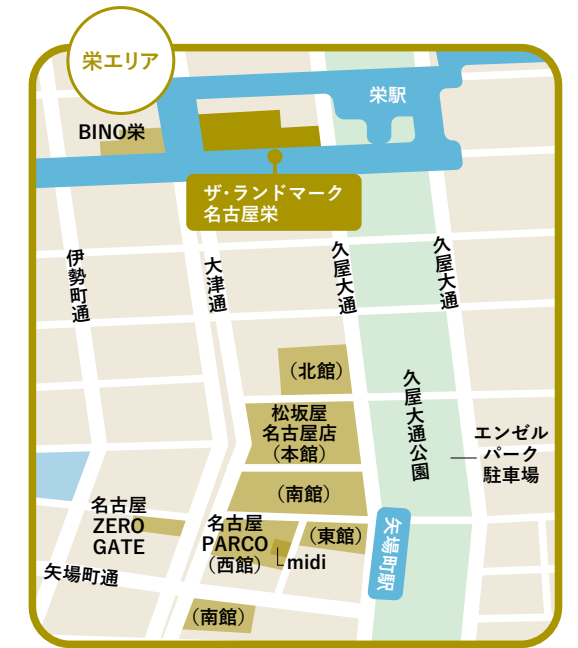 栄エリア
栄駅
BINO栄
ザ・ランドマーク
名古屋栄
伊勢町通
大津通
久屋大通
久屋大通
(北館)
松坂屋
名古屋店
(本館)
久屋大通公園
エンゼル
パーク
駐車場
(南館)
名古屋
ZERO
GATE
名古屋
PARCO
(西館)
(東館)
midi
矢場町駅
矢場町通
(南館)